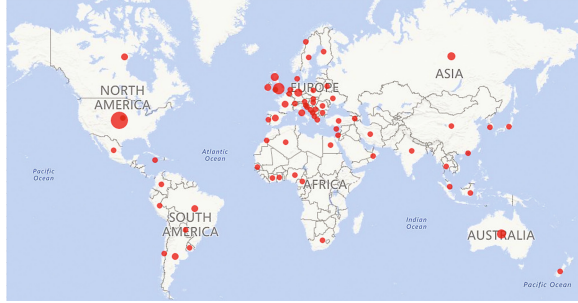 ASIA
EUROPE
NORTH
AMERICA
Atlantic
Ocean
Pacific
Ocean
AFRICA
SOUTH
AMERICA
Indian
Ocean
AUSTRALIA
Pacific Ocean